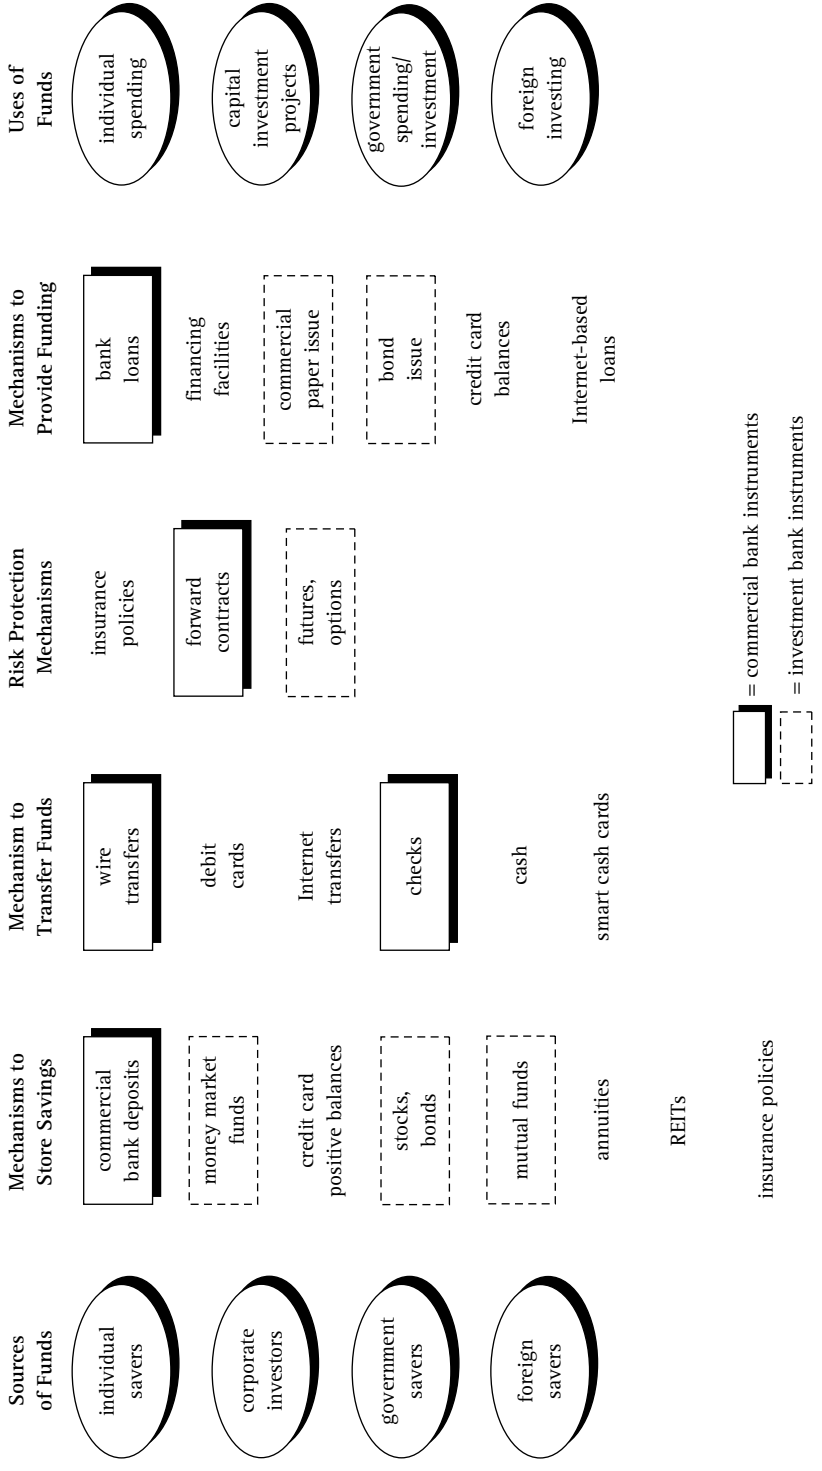 Sources
of Funds
individual
savers
corporate
investors
government
savers
foreign
savers
Mechanisms to
Store Savings
commercial
bank deposits
money market
funds
credit card
positive balances
stocks,
bonds
mutual funds
annuities
REITs
insurance policies
Mechanism to
Transfer Funds
wire
transfers
debit
cards
Internet
transfers
checks
cash
smart cash cards
Risk Protection
Mechanisms
insurance
policies
forward
contracts
futures,
options
Mechanisms to
Provide Funding
bank
loans
financing
facilities
commercial
paper issue
bond
issue
credit card
balances
Internet-based
loans
Uses of
Funds
individual
spending
capital
investment
projects
government
spending/
investment
foreign
investing
= commercial bank instruments
= investment bank instruments